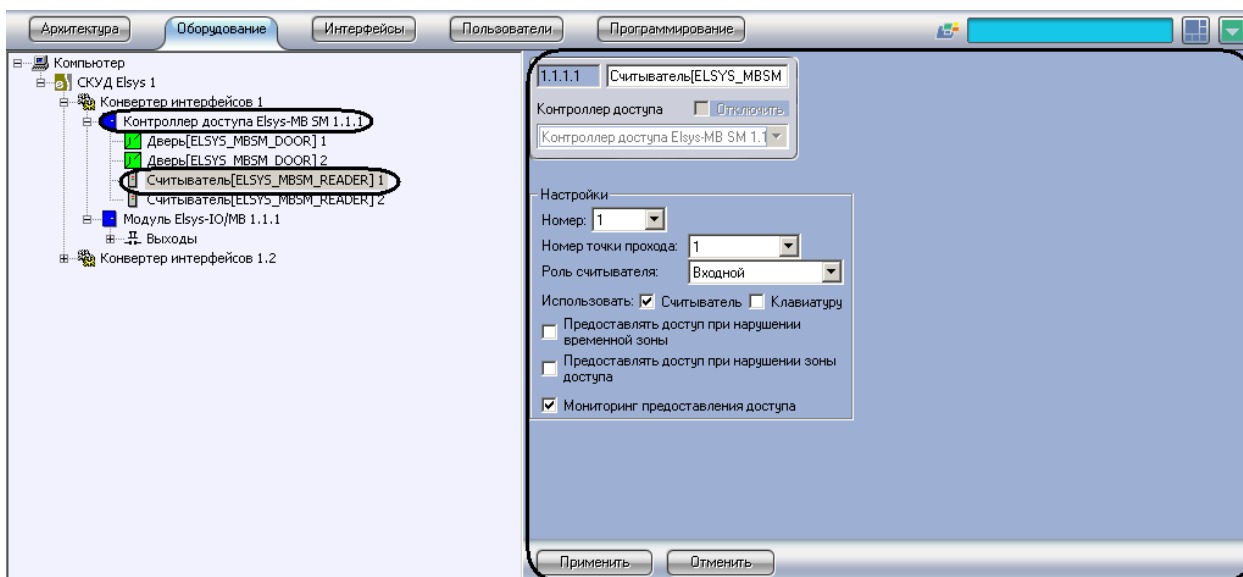 Архитектура Оборудование Интерфейсы Пользователи Программирование
Компьютер
СКУД Elsys 1
Конвертер интерфейсов 1
Контроллер доступа Elsys-MB SM 1.1.1
Дверь[ELSYS_MBSM_DOOR] 1
Дверь[ELSYS_MBSM_DOOR] 2
Считыватель[ELSYS_MBSM_READER] 1
Считыватель[ELSYS_MBSM_READER] 2
Модуль Elsys-IO/MB 1.1.1
Выходы
Конвертер интерфейсов 1.2
1.1.1.1 Считыватель[ELSYS_MBSM
Контроллер доступа Отключить
Контроллер доступа Elsys-MB SM 1.1
Настройки
Номер: 1
Номер точки прохода: 1
Роль считывателя: Входной
Использовать: Считыватель Клавиатуру
Предоставлять доступ при нарушении
временной зоны
Предоставлять доступ при нарушении зоны
доступа
Мониторинг предоставления доступа
Применить Отменить